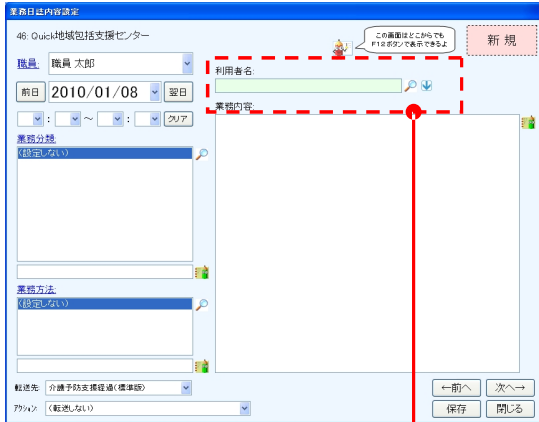 業務日誌内容設定
46: Quick地域包括支援センター
この画面はどこからでも
F12ボタンで表示できるよ
新 規
職員:
職員 太郎
利用者名:
前日
2010/01/08
翌日
業務内容:
: ～ :
クリア
業務分類
(設定しない)
業務方法
(設定しない)
転送先:
介護予防支援経過(標準版)
アクション:
(転送しない)
←前へ
次へ→
保存
閉じる